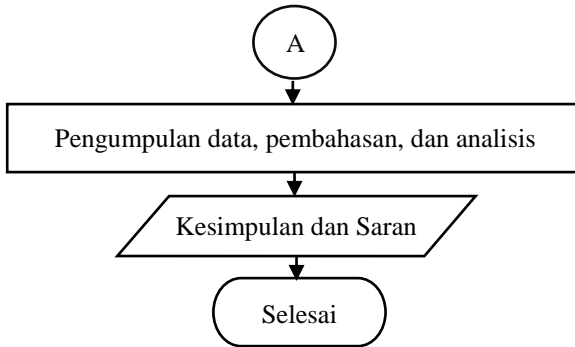 A
Pengumpulan data, pembahasan, dan analisis
Kesimpulan dan Saran
Selesai